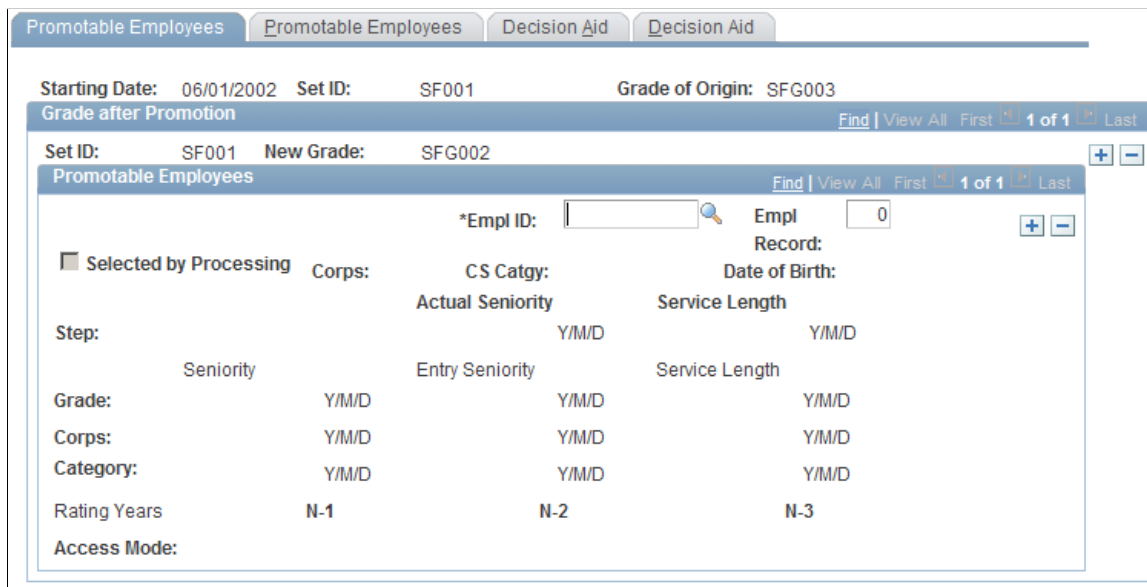 Promotable Employees Promotable Employees Decision Aid Decision Aid
Starting Date: 06/01/2002 Set ID: SF001 Grade of Origin: SFG003
Grade after Promotion Find | View All First 1 of 1 Last
Set ID: SF001 New Grade: SFG002
Promotable Employees Find | View All First 1 of 1 Last
*Empl ID: Empl Record: 0
Selected by Processing Corps: CS Catgy: Date of Birth:
Actual Seniority Service Length
Step: Y/M/D Y/M/D
Seniority Entry Seniority Service Length
Grade: Y/M/D Y/M/D Y/M/D
Corps: Y/M/D Y/M/D Y/M/D
Category: Y/M/D Y/M/D Y/M/D
Rating Years N-1 N-2 N-3
Access Mode: